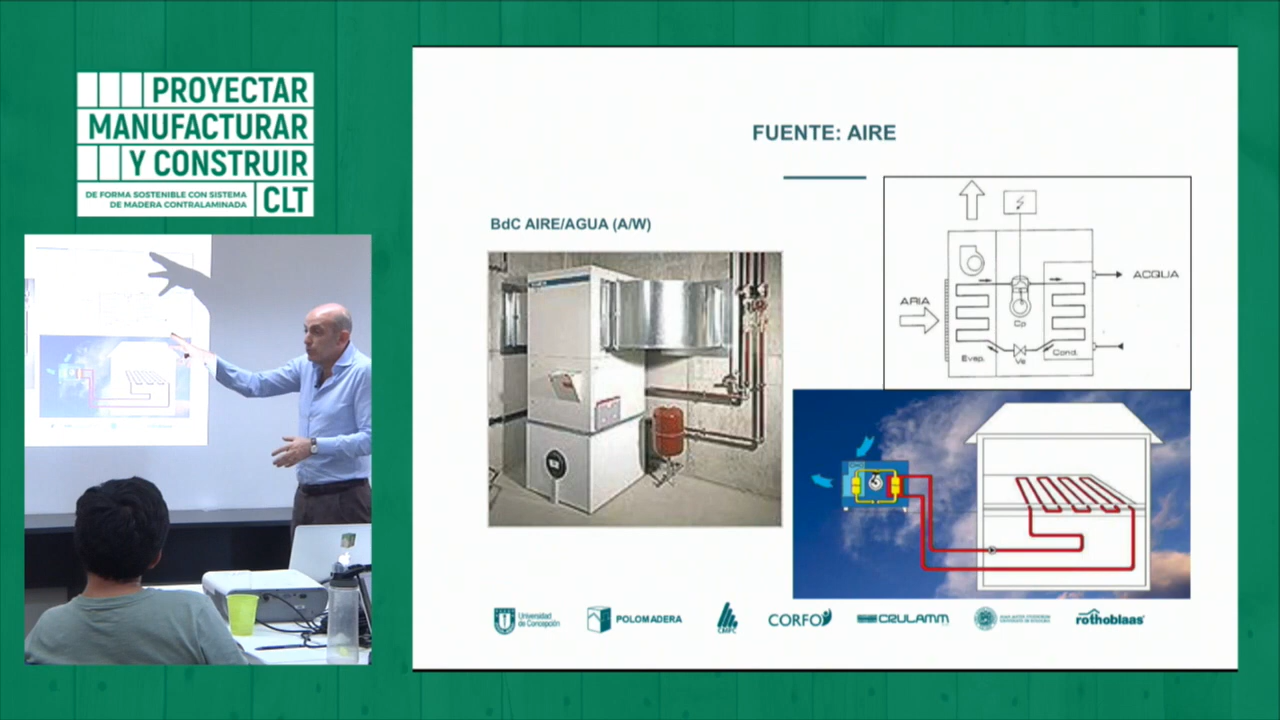 PROYECTAR
MANUFACTURAR
Y CONSTRUIR
DE FORMA SOSTENIBLE CON SISTEMA
DE MADERA CONTRALAMINADA
CLT
FUENTE: AIRE
BdC AIRE/AGUA (A/W)
ACQUA
ARIA
Cp
Evap.
Vs
Cond.
Universidad
de Concepción
POLOMADERA
CMPC
CORFO
CRULAMM
rothoblaas